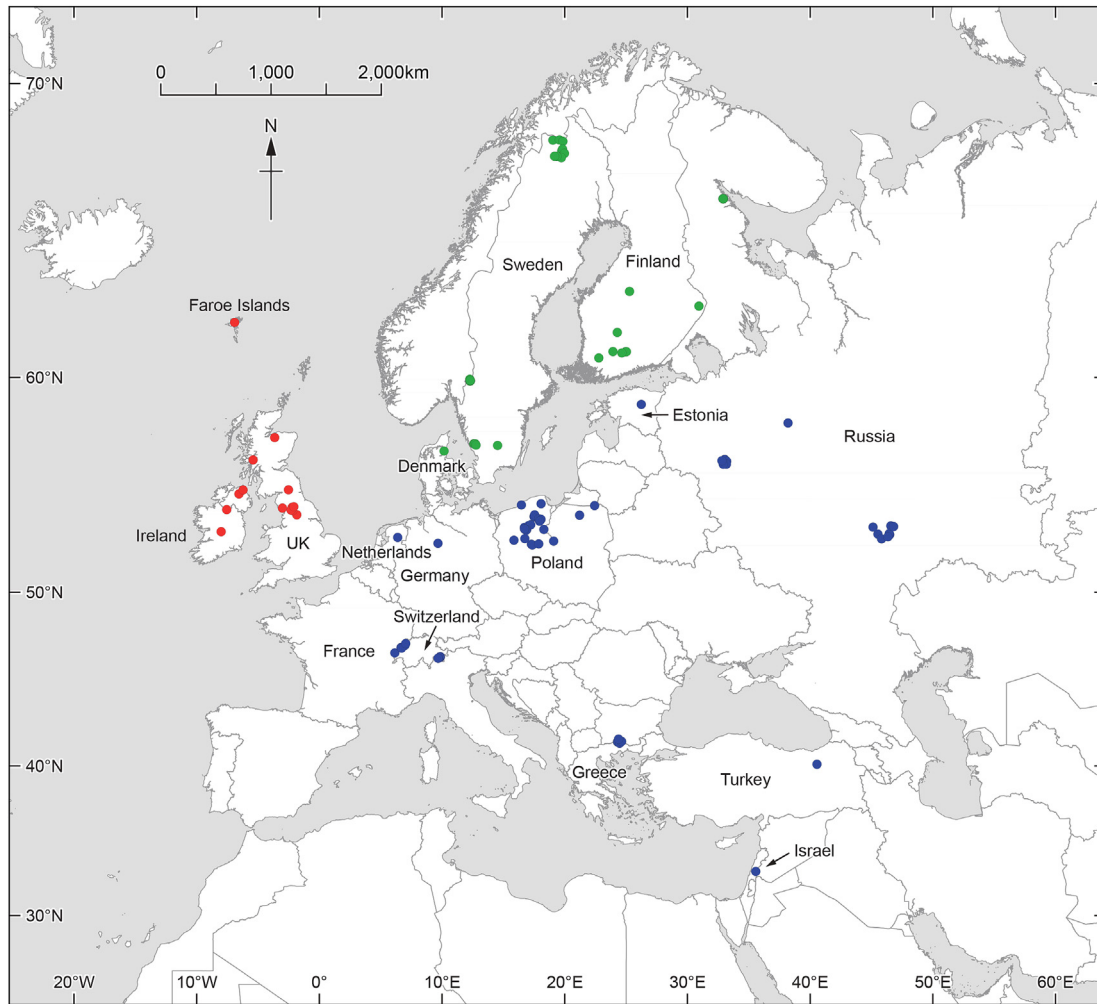 0 1,000 2,000km
70°N
N
Sweden Finland
Faroe Islands
60°N
Estonia
Russia
Denmark
Ireland
UK
Netherlands
Poland
Germany
50°N
Switzerland
France
40°N
Greece
Turkey
Israel
30°N
20°W 10°W 0° 10°E 20°E 30°E 40°E 50°E 60°E